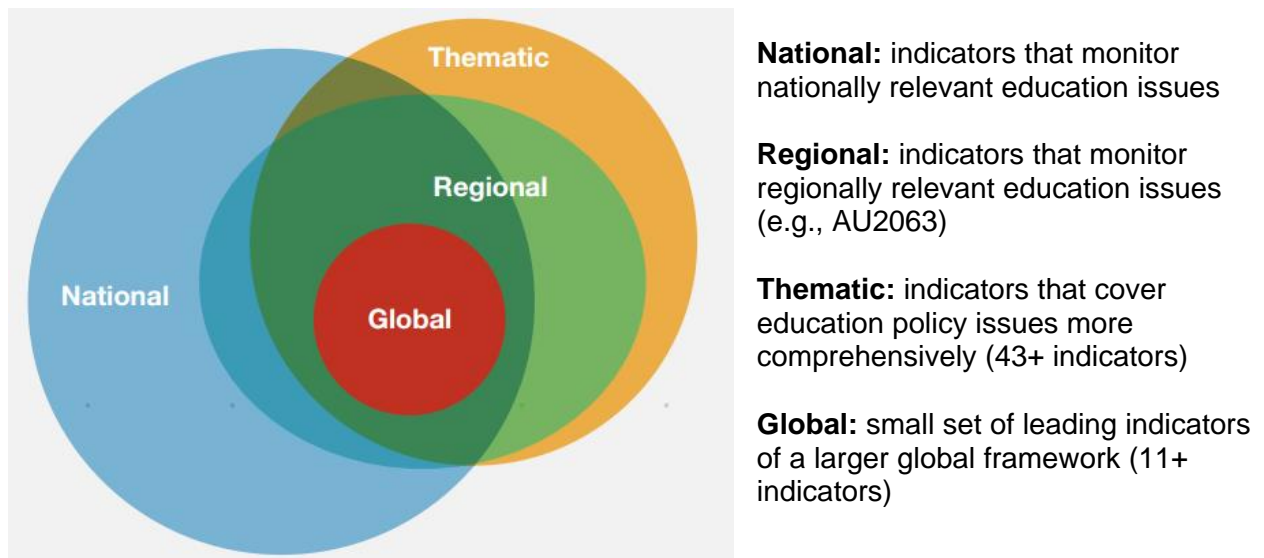 Thematic
Regional
National
Global
National: indicators that monitor
nationally relevant education issues
Regional: indicators that monitor
regionally relevant education issues
(e.g., AU2063)
Thematic: indicators that cover
education policy issues more
comprehensively (43+ indicators)
Global: small set of leading indicators
of a larger global framework (11+
indicators)